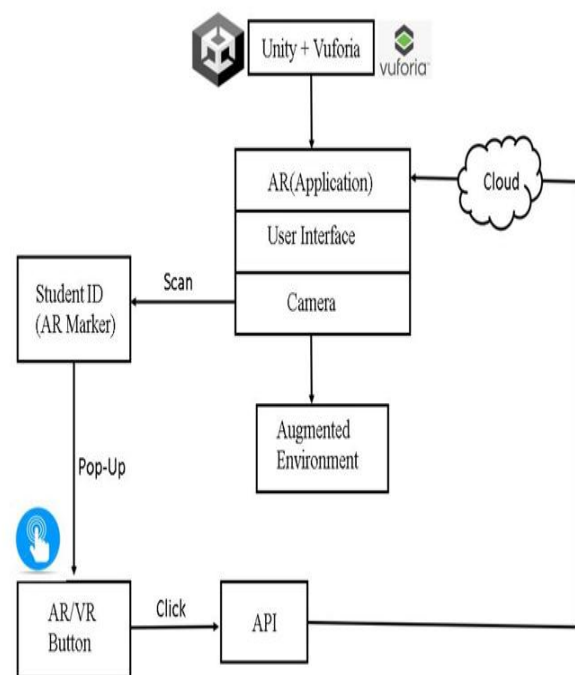 Unity + Vuforia
vuforia™
AR(Application)
Cloud
User Interface
Scan
Student ID
(AR Marker)
Camera
Augmented
Environment
Pop-Up
AR/VR
Button
Click
API